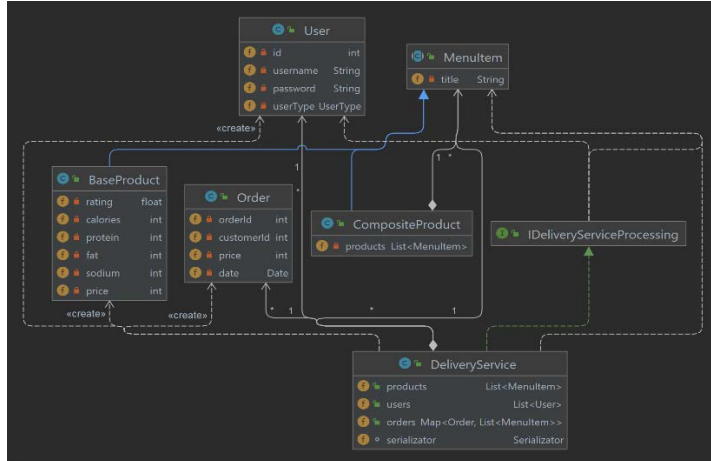 User
id int
username String
password String
userType UserType
MenuItem
title String
«create»
1
*
1 *
BaseProduct
rating float
calories int
protein int
fat int
sodium int
price int
Order
orderId int
customerId int
price int
date Date
CompositeProduct
products List<MenuItem>
IDeliveryServiceProcessing
«create»
«create»
* 1 * 1
DeliveryService
products List<MenuItem>
users List<User>
orders Map<Order, List<MenuItem>>
serializator Serializator